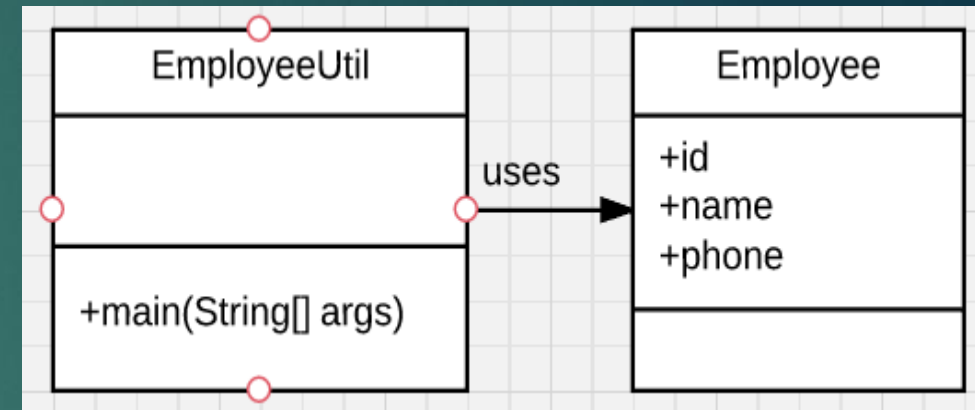 EmployeeUtil
+main(String[] args)
uses
Employee
+id
+name
+phone